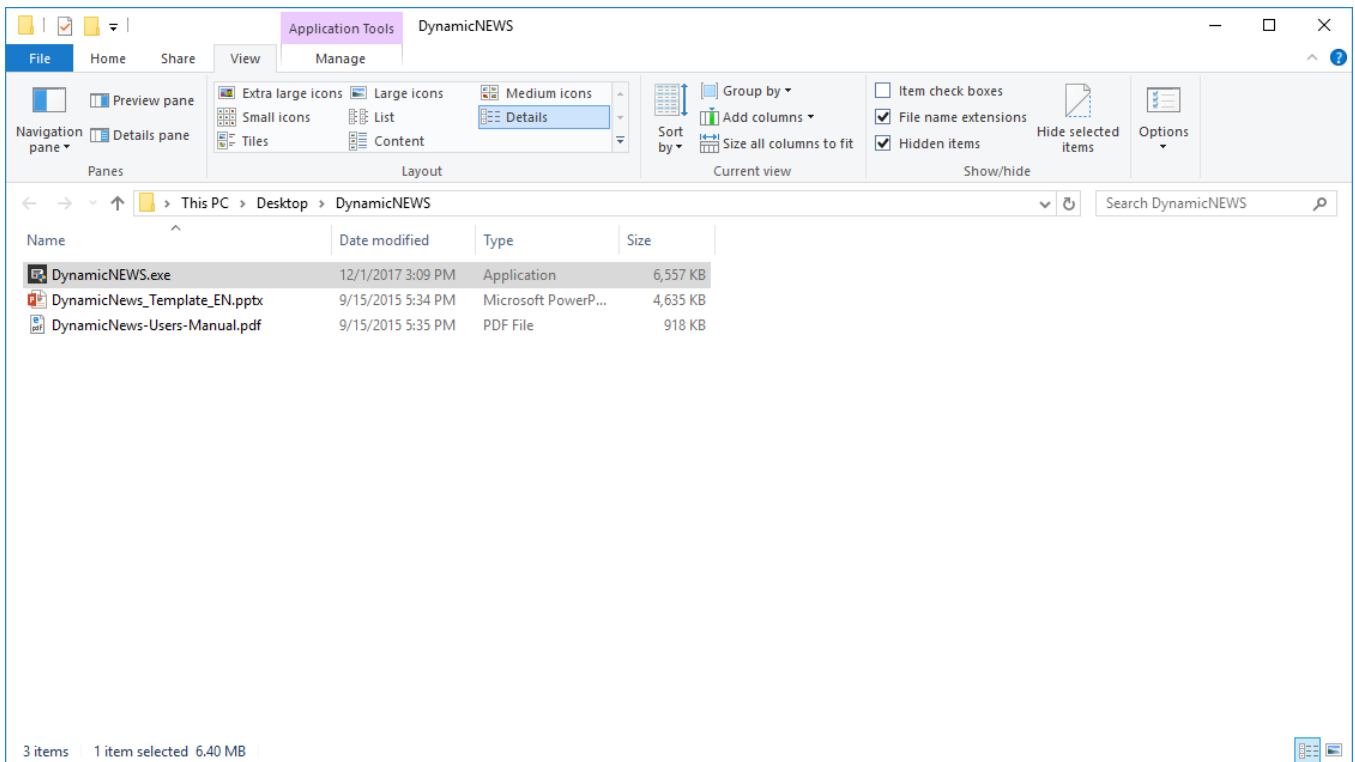 Application Tools DynamicNEWS
File Home Share View Manage
Preview pane
Details pane
Navigation pane
Panes
Extra large icons Large icons Medium icons
Small icons List Details
Tiles Content
Layout
Sort by
Group by
Add columns
Size all columns to fit
Current view
Item check boxes
File name extensions
Hidden items
Hide selected items
Show/hide
Options
This PC > Desktop > DynamicNEWS
Search DynamicNEWS
Name Date modified Type Size
DynamicNEWS.exe 12/1/2017 3:09 PM Application 6,557 KB
DynamicNews_Template_EN.pptx 9/15/2015 5:34 PM Microsoft PowerP... 4,635 KB
DynamicNews-Users-Manual.pdf 9/15/2015 5:35 PM PDF File 918 KB
3 items 1 item selected 6.40 MB